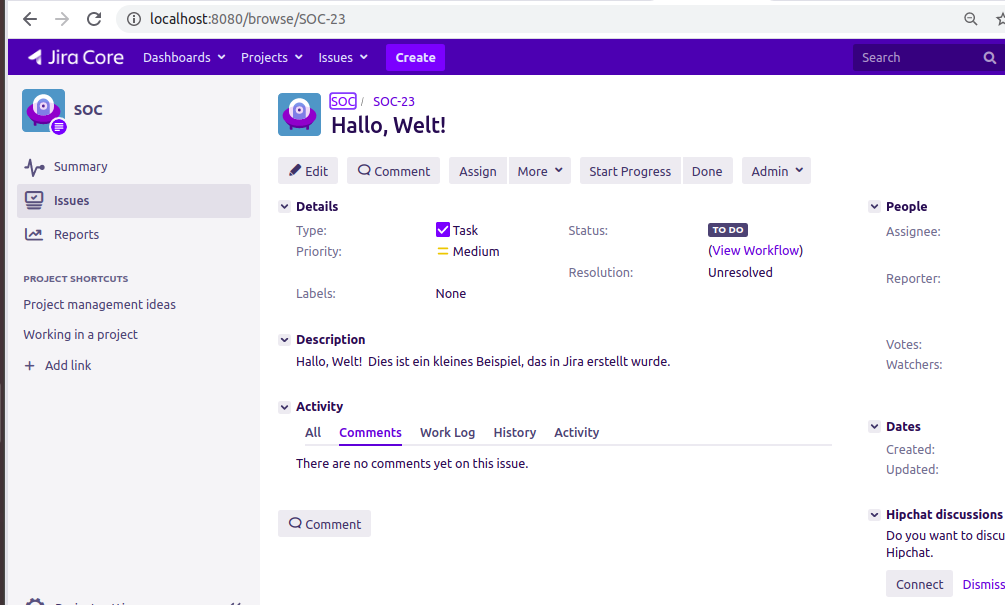 localhost:8080/browse/SOC-23
Jira Core Dashboards Projects Issues Create Search
SOC
Summary
Issues
Reports
PROJECT SHORTCUTS
Project management ideas
Working in a project
+ Add link
SOC / SOC-23
Hallo, Welt!
Edit Comment Assign More Start Progress Done Admin
Details
Type: Task Status: TO DO
Priority: Medium (View Workflow)
Resolution: Unresolved
Labels: None
Description
Hallo, Welt! Dies ist ein kleines Beispiel, das in Jira erstellt wurde.
Activity
All Comments Work Log History Activity
There are no comments yet on this issue.
Comment
People
Assignee:
Reporter:
Votes:
Watchers:
Dates
Created:
Updated:
Hipchat discussions
Do you want to discu
Hipchat.
Connect Dismiss